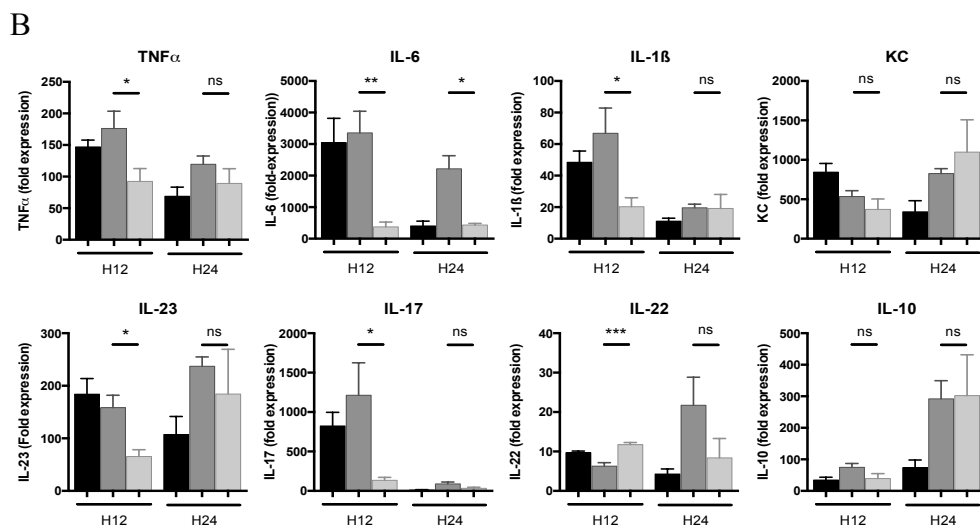 B
TNFα
TNFα (fold expression)
200
150
100
50
0
*
ns
H12
H24
IL-6
IL-6 (fold-expression))
5000
4000
3000
2000
1000
0
**
*
H12
H24
IL-1ß
IL-1ß (fold expression)
80
60
40
20
0
*
ns
H12
H24
KC
KC (fold expression)
2000
1500
1000
500
0
ns
ns
H12
H24
IL-23
IL-23 (Fold expression)
300
200
100
0
*
ns
H12
H24
IL-17
IL-17 (fold expression)
2000
1500
1000
500
0
*
ns
H12
H24
IL-22
IL-22 (fold expression)
40
30
20
10
0
***
ns
H12
H24
IL-10
IL-10 (fold expression)
500
400
300
200
100
0
ns
ns
H12
H24